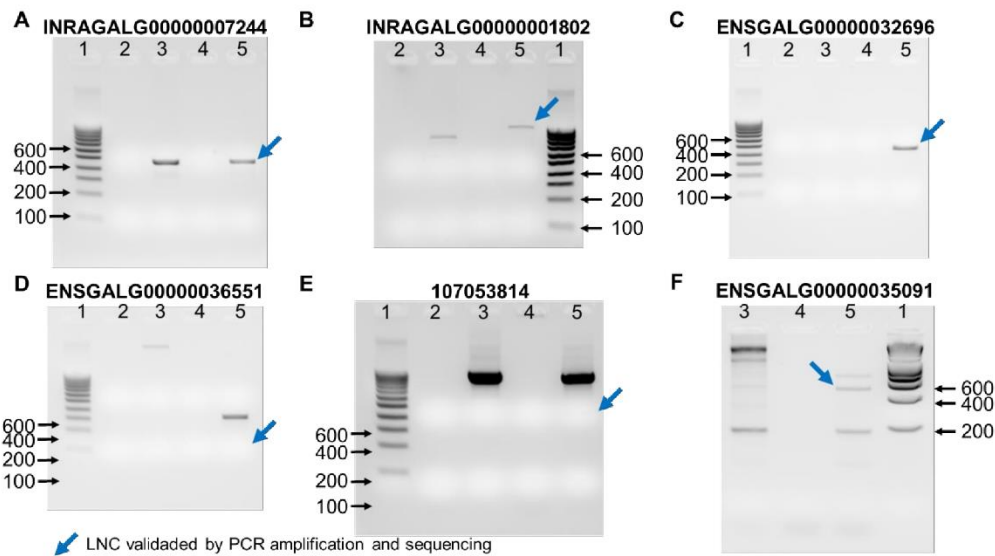 A INRAGALG00000007244
1 2 3 4 5
600
400
200
100
B INRAGALG00000001802
2 3 4 5 1
600
400
200
100
C ENSGALG00000032696
1 2 3 4 5
600
400
200
100
D ENSGALG00000036551
1 2 3 4 5
600
400
200
100
E 107053814
1 2 3 4 5
600
400
200
100
F ENSGALG00000035091
3 4 5 1
600
400
200
LNC validaded by PCR amplification and sequencing